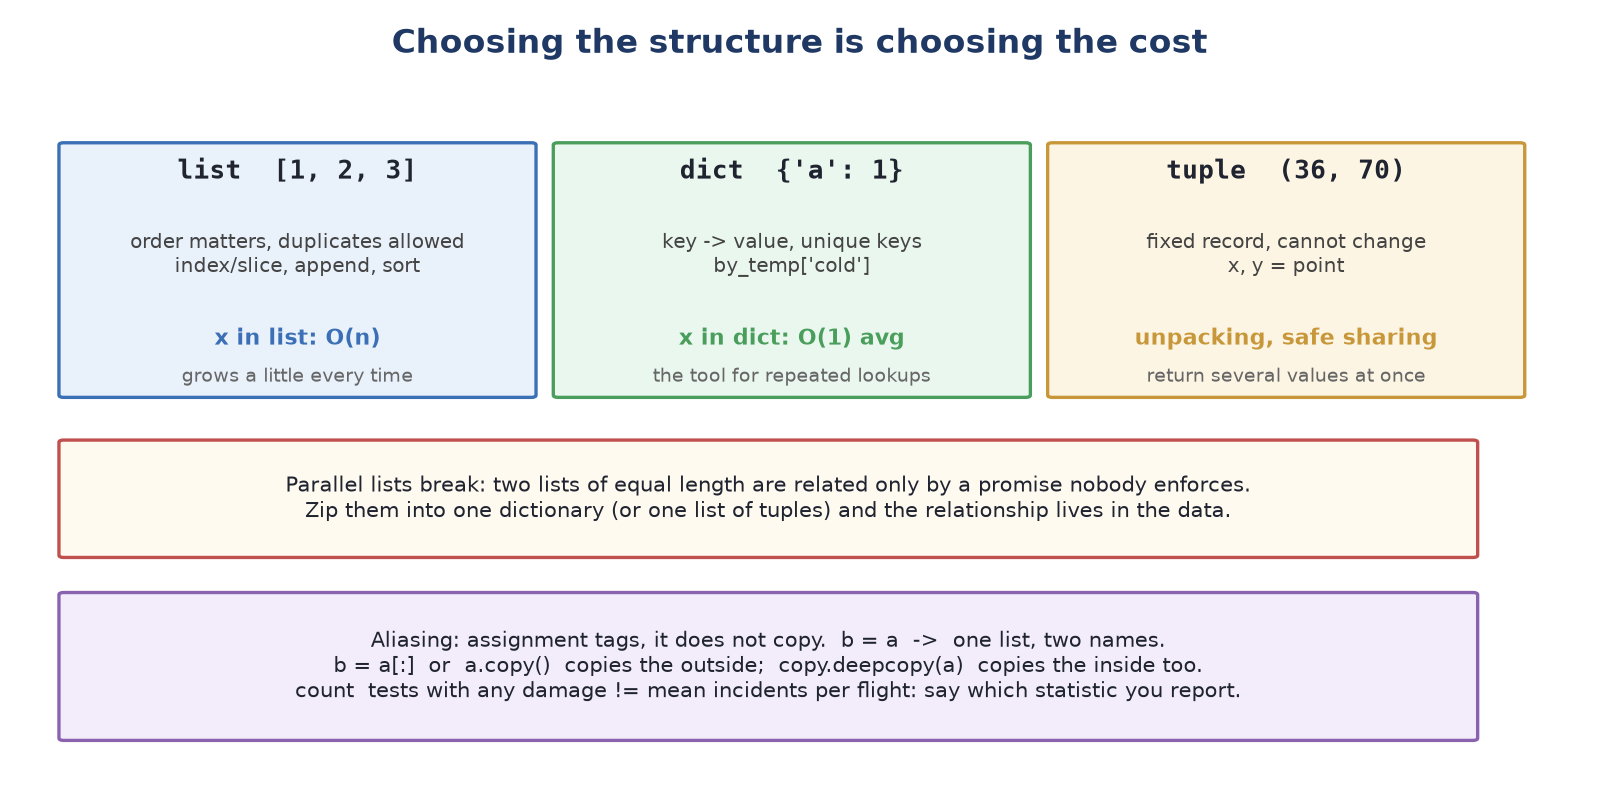 Choosing the structure is choosing the cost
list  [1, 2, 3]
order matters, duplicates allowed
index/slice, append, sort
x in list: O(n)
grows a little every time
dict  {'a': 1}
key -> value, unique keys
by_temp['cold']
x in dict: O(1) avg
the tool for repeated lookups
tuple  (36, 70)
fixed record, cannot change
x, y = point
unpacking, safe sharing
return several values at once
Parallel lists break: two lists of equal length are related only by a promise nobody enforces.
Zip them into one dictionary (or one list of tuples) and the relationship lives in the data.
Aliasing: assignment tags, it does not copy.  b = a  ->  one list, two names.
b = a[:]  or  a.copy()  copies the outside;  copy.deepcopy(a)  copies the inside too.
count  tests with any damage != mean incidents per flight: say which statistic you report.